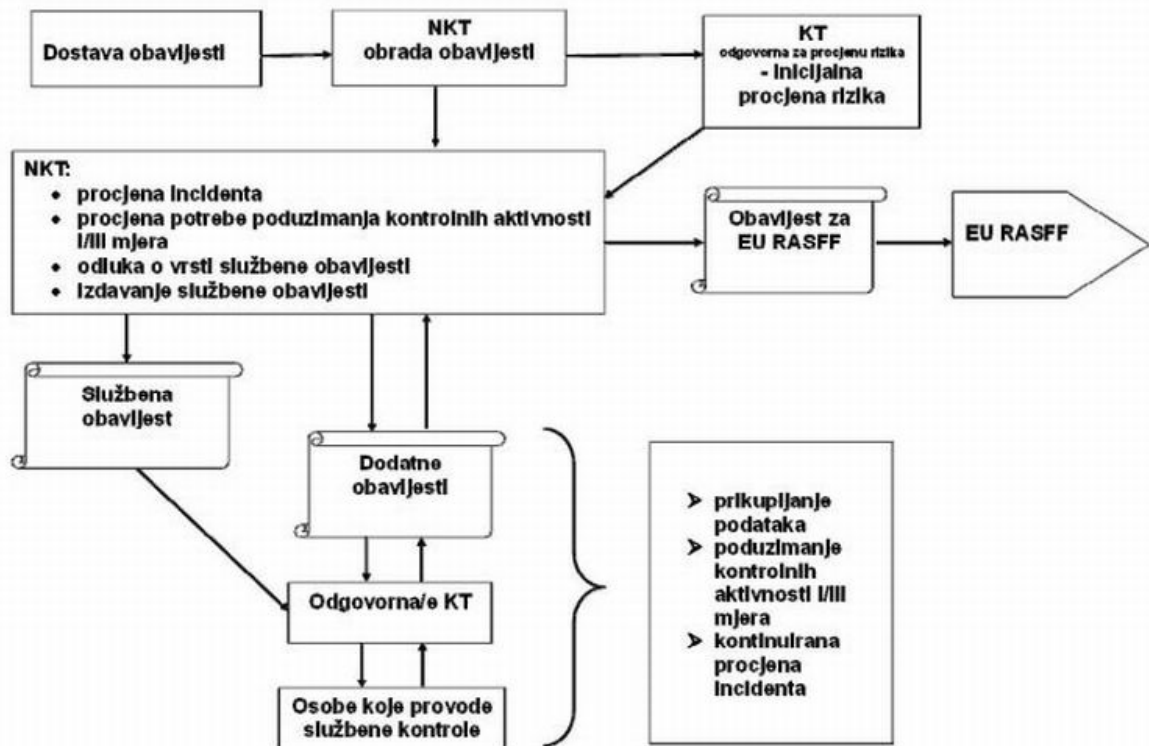 Dostava obavijesti
NKT
obrada obavijesti
KT
odgovorna za procjenu rizika
- inicijalna
procjena rizika
NKT:
• procjena incidenta
• procjena potrebe poduzimanja kontrolnih aktivnosti
i/ili mjera
• odluka o vrsti službene obavijesti
• izdavanje službene obavijesti
Obavijest za
EU RASFF
EU RASFF
Službena
obavijest
Dodatne
obavijesti
Odgovorna/e KT
Osobe koje provode
službene kontrole
➢ prikupljanje
podataka
➢ poduzimanje
kontrolnih
aktivnosti i/ili
mjera
➢ kontinuirana
procjena
incidenta